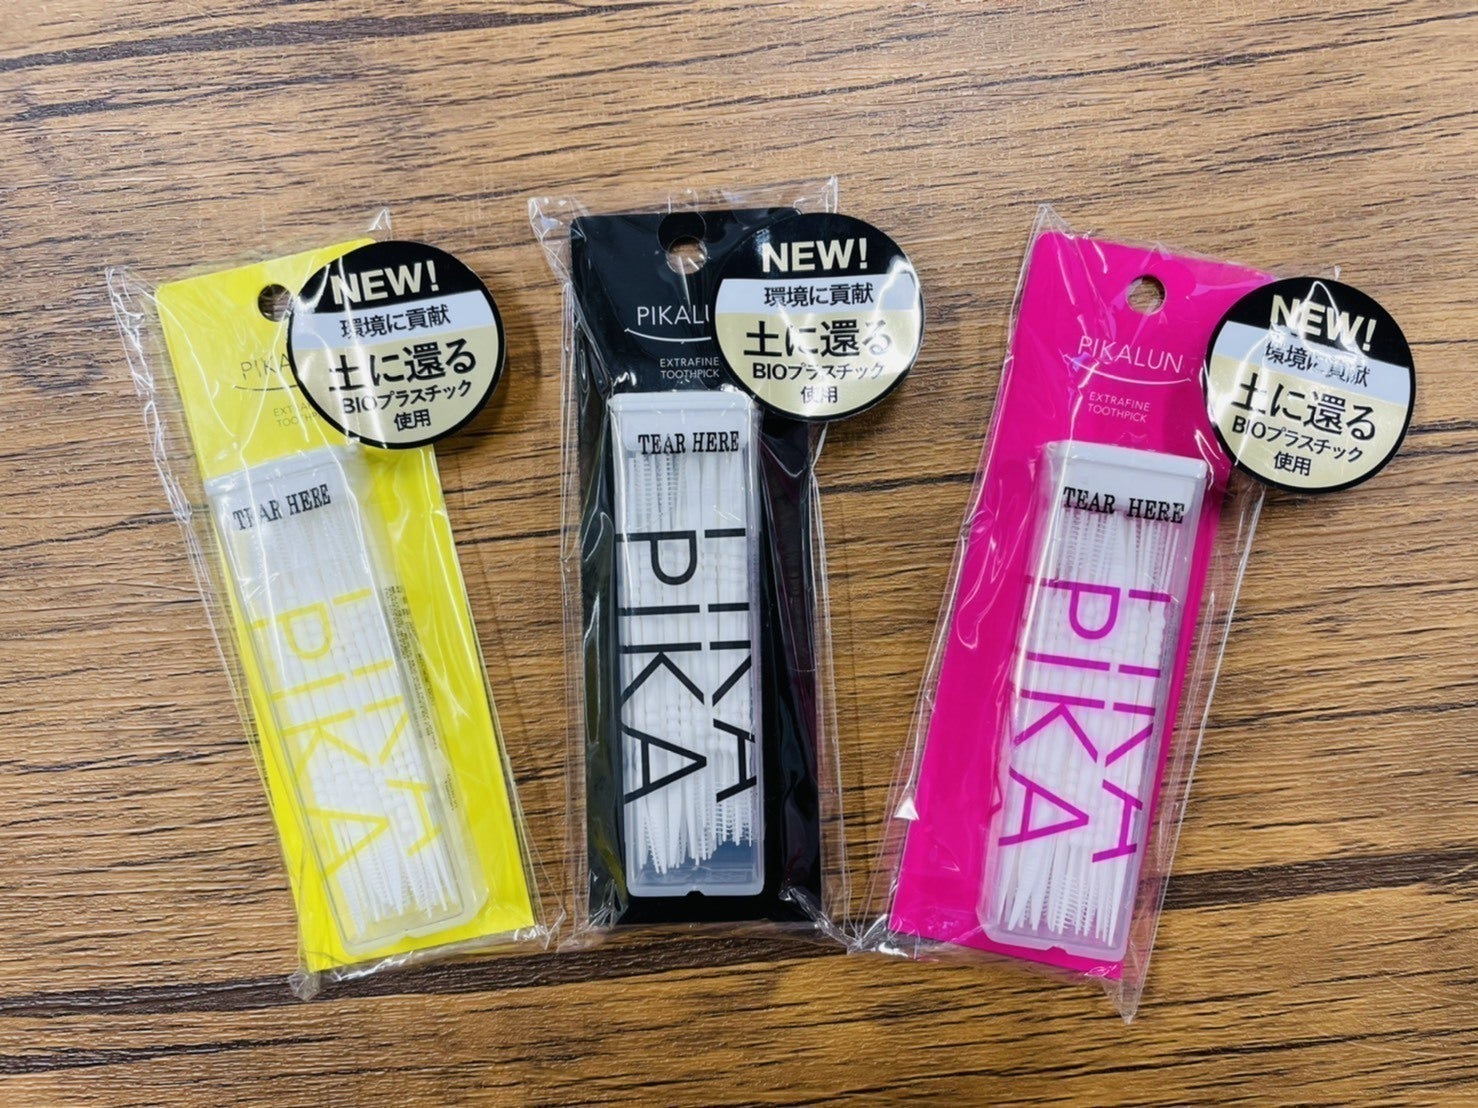 NEW!
環境に貢献
土に還る
BIOプラスチック
使用
PIKA
TEAR HERE
PIKA
NEW!
環境に貢献
土に還る
BIOプラスチック
使用
PIKALU
EXTRAFINE
TOOTHPICK
TEAR HERE
PIKA
NEW!
環境に貢献
土に還る
BIOプラスチック
使用
PIKALUN
EXTRAFINE
TOOTHPICK
TEAR HERE
PIKA